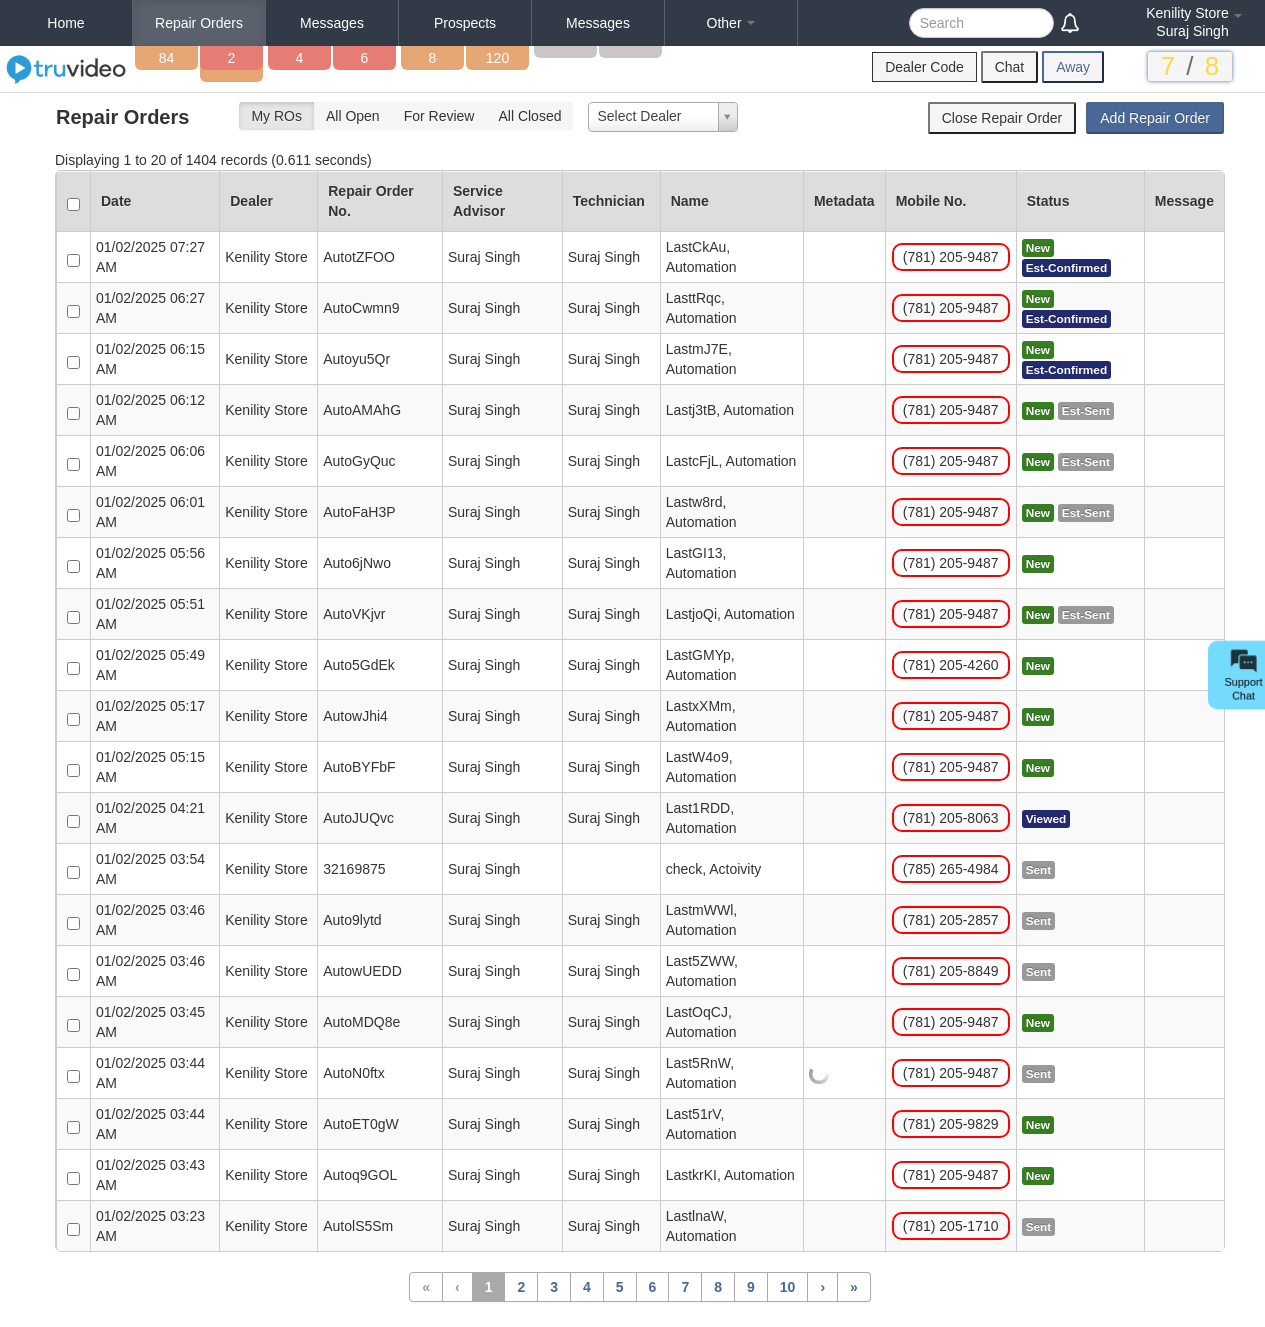 Home Repair Orders Messages Prospects Messages Other Search Kenility Store
Suraj Singh
84 2 4 6 8 120
truvideo Dealer Code Chat Away 7 / 8
Repair Orders My ROs All Open For Review All Closed Select Dealer Close Repair Order Add Repair Order
Displaying 1 to 20 of 1404 records (0.611 seconds)
Date Dealer Repair Order No. Service Advisor Technician Name Metadata Mobile No. Status Message
01/02/2025 07:27 AM Kenility Store AutotZFOO Suraj Singh Suraj Singh LastCkAu, Automation (781) 205-9487 New Est-Confirmed
01/02/2025 06:27 AM Kenility Store AutoCwmn9 Suraj Singh Suraj Singh LasttRqc, Automation (781) 205-9487 New Est-Confirmed
01/02/2025 06:15 AM Kenility Store Autoyu5Qr Suraj Singh Suraj Singh LastmJ7E, Automation (781) 205-9487 New Est-Confirmed
01/02/2025 06:12 AM Kenility Store AutoAMAhG Suraj Singh Suraj Singh Lastj3tB, Automation (781) 205-9487 New Est-Sent
01/02/2025 06:06 AM Kenility Store AutoGyQuc Suraj Singh Suraj Singh LastcFjL, Automation (781) 205-9487 New Est-Sent
01/02/2025 06:01 AM Kenility Store AutoFaH3P Suraj Singh Suraj Singh Lastw8rd, Automation (781) 205-9487 New Est-Sent
01/02/2025 05:56 AM Kenility Store Auto6jNwo Suraj Singh Suraj Singh LastGI13, Automation (781) 205-9487 New
01/02/2025 05:51 AM Kenility Store AutoVKjvr Suraj Singh Suraj Singh LastjoQi, Automation (781) 205-9487 New Est-Sent
01/02/2025 05:49 AM Kenility Store Auto5GdEk Suraj Singh Suraj Singh LastGMYp, Automation (781) 205-4260 New
Support Chat
01/02/2025 05:17 AM Kenility Store AutowJhi4 Suraj Singh Suraj Singh LastxXMm, Automation (781) 205-9487 New
01/02/2025 05:15 AM Kenility Store AutoBYFbF Suraj Singh Suraj Singh LastW4o9, Automation (781) 205-9487 New
01/02/2025 04:21 AM Kenility Store AutoJUQvc Suraj Singh Suraj Singh Last1RDD, Automation (781) 205-8063 Viewed
01/02/2025 03:54 AM Kenility Store 32169875 Suraj Singh check, Actoivity (785) 265-4984 Sent
01/02/2025 03:46 AM Kenility Store Auto9lytd Suraj Singh Suraj Singh LastmWWl, Automation (781) 205-2857 Sent
01/02/2025 03:46 AM Kenility Store AutowUEDD Suraj Singh Suraj Singh Last5ZWW, Automation (781) 205-8849 Sent
01/02/2025 03:45 AM Kenility Store AutoMDQ8e Suraj Singh Suraj Singh LastOqCJ, Automation (781) 205-9487 New
01/02/2025 03:44 AM Kenility Store AutoN0ftx Suraj Singh Suraj Singh Last5RnW, Automation (781) 205-9487 Sent
01/02/2025 03:44 AM Kenility Store AutoET0gW Suraj Singh Suraj Singh Last51rV, Automation (781) 205-9829 New
01/02/2025 03:43 AM Kenility Store Autoq9GOL Suraj Singh Suraj Singh LastkrKI, Automation (781) 205-9487 New
01/02/2025 03:23 AM Kenility Store AutolS5Sm Suraj Singh Suraj Singh LastlnaW, Automation (781) 205-1710 Sent
« ‹ 1 2 3 4 5 6 7 8 9 10 › »